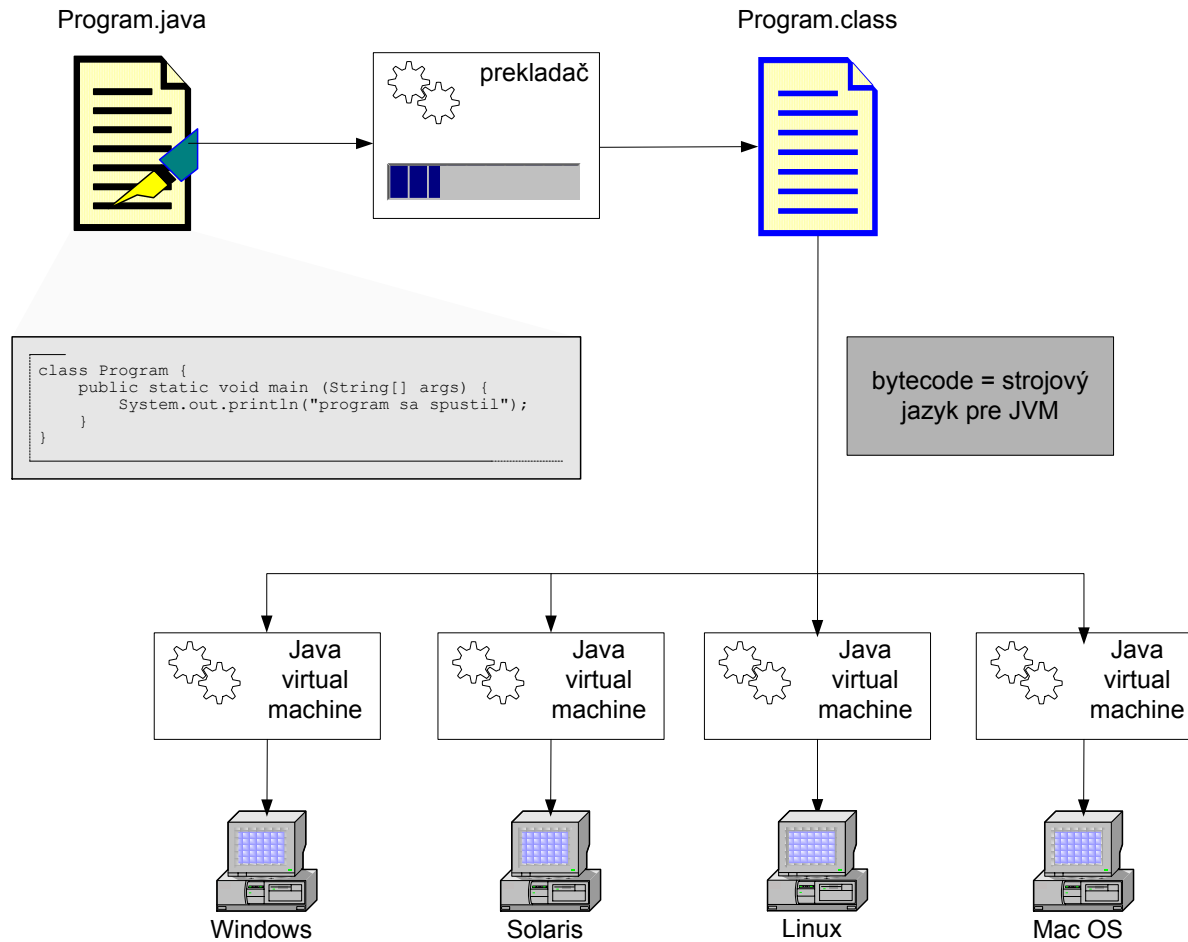 Program.java
Program.class
prekladač
class Program {
    public static void main (String[] args) {
        System.out.println("program sa spustil");
    }
}
bytecode = strojový
jazyk pre JVM
Java
virtual
machine
Java
virtual
machine
Java
virtual
machine
Java
virtual
machine
Windows
Solaris
Linux
Mac OS